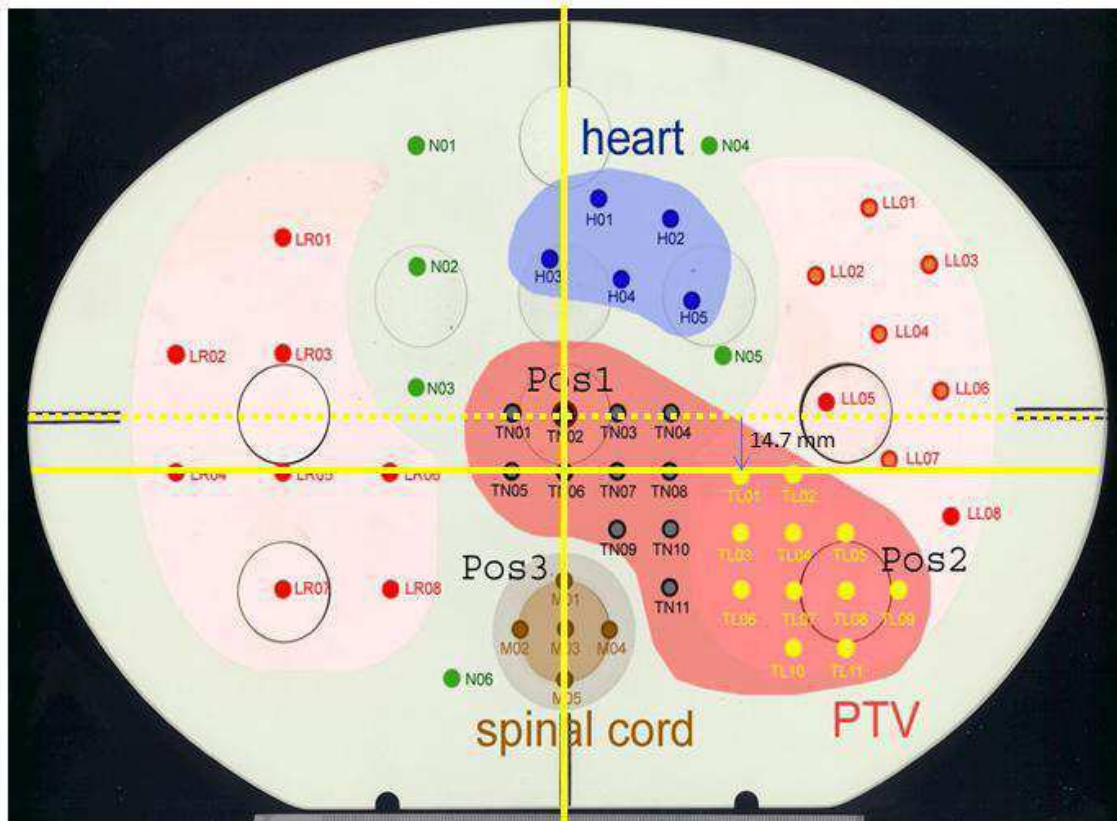 heart
N01
N04
H01
H02
LL01
LR01
H03
N02
H04
H05
LL02
LL03
LL04
LR02
LR03
N05
Pos1
N03
LL06
LL05
TN01
TN02
TN03
TN04
14.7 mm
LL07
LR04
LR05
LR06
TN05
TN06
TN07
TN08
TL01
TL02
LL08
TN09
TN10
TL03
TL04
TL05
Pos3
Pos2
LR07
LR08
M01
TN11
TL06
TL07
TL08
TL09
M02
M03
M04
TL10
TL11
N06
M05
spinal cord
PTV